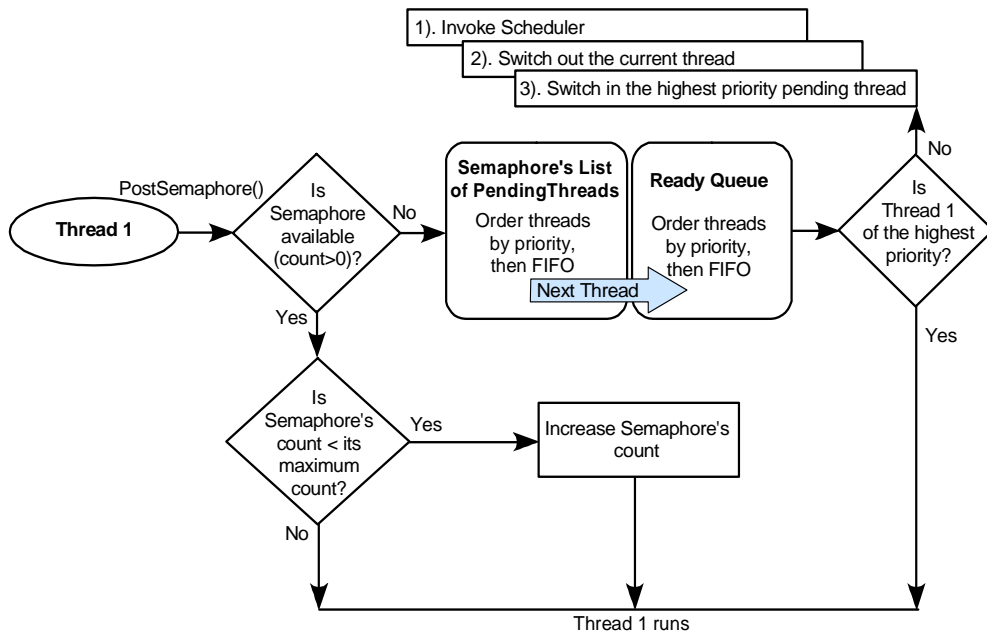 1). Invoke Scheduler
2). Switch out the current thread
3). Switch in the highest priority pending thread
PostSemaphore()
Thread 1
Is
Semaphore
available
(count>0)?
No
Semaphore's List
of PendingThreads
Order threads
by priority,
then FIFO
Next Thread
Ready Queue
Order threads
by priority,
then FIFO
Is
Thread 1
of the highest
priority?
No
Yes
Yes
Is
Semaphore's
count < its
maximum
count?
Yes
Increase Semaphore's
count
No
Thread 1 runs